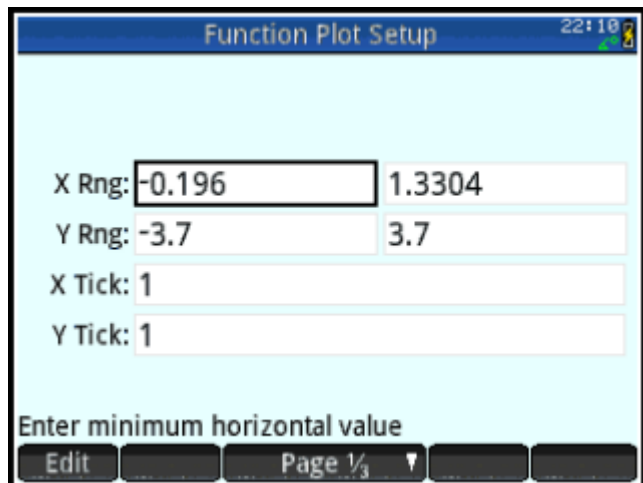 Function Plot Setup 22:10
X Rng: -0.196 1.3304
Y Rng: -3.7 3.7
X Tick: 1
Y Tick: 1
Enter minimum horizontal value
Edit Page ⅓